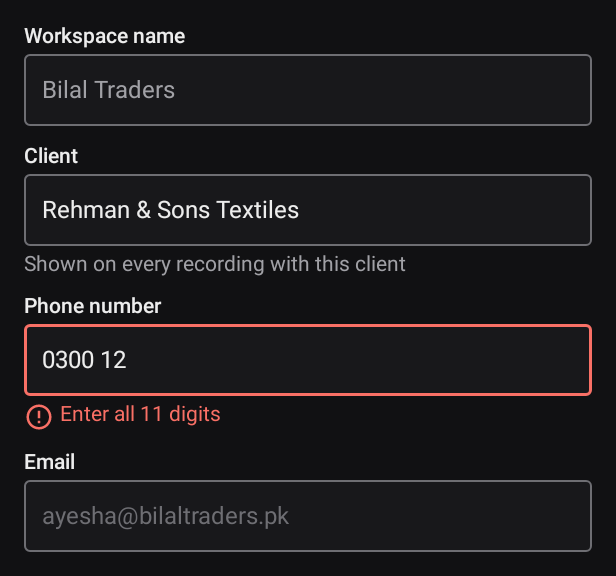 Workspace name
Bilal Traders
Client
Rehman & Sons Textiles
Shown on every recording with this client
Phone number
0300 12
Enter all 11 digits
Email
ayesha@bilaltraders.pk